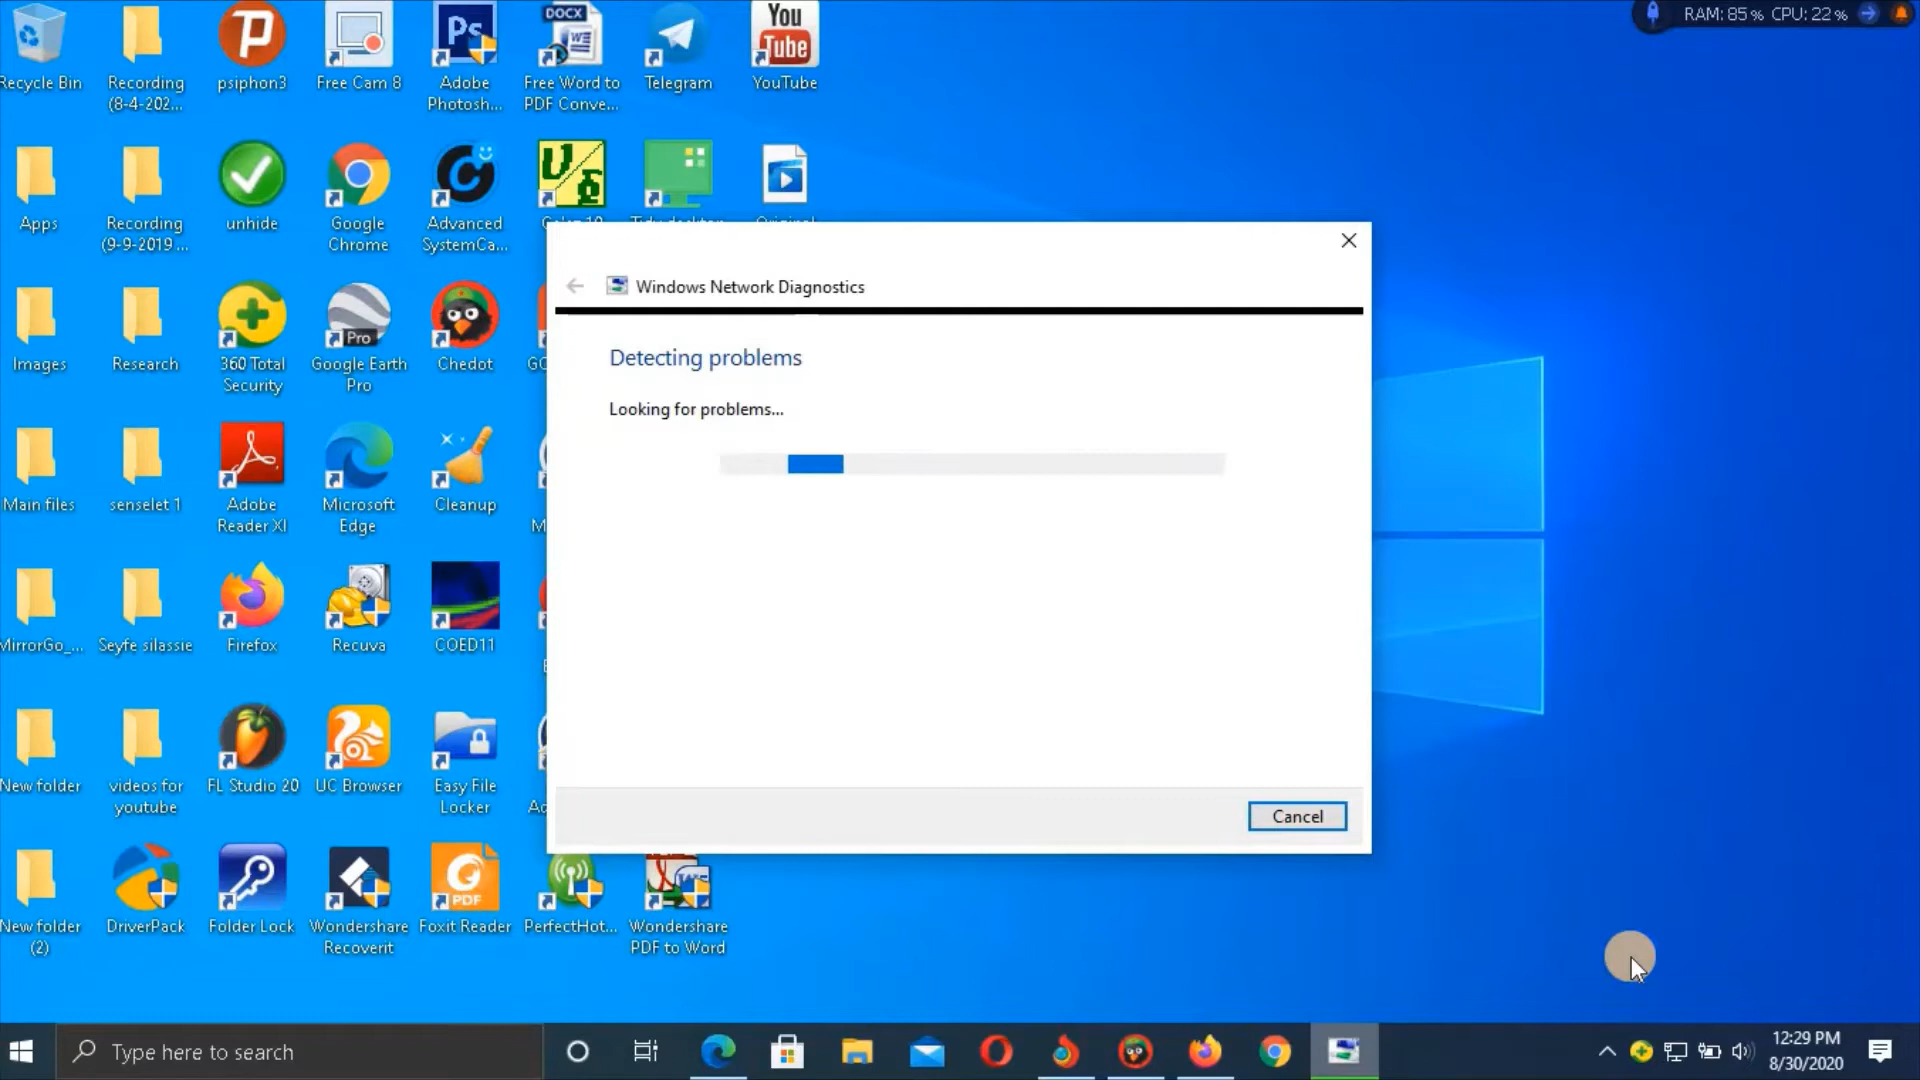 RAM: 85% CPU: 22%
DOCX
You
Tube
Recycle Bin
Recording
(8-4-202...
psiphon3
Free Cam 8
Adobe
Photosh...
Free Word to
PDF Conve...
Telegram
YouTube
Apps
Recording
(9-9-2019 ...
unhide
Google
Chrome
Advanced
SystemCa...
Windows Network Diagnostics
Detecting problems
Looking for problems...
Cancel
Images
Research
360 Total
Security
Pro
Google Earth
Pro
Chedot
GO
Main files
senselet 1
Adobe
Reader XI
Microsoft
Edge
Cleanup
M
MirrorGo_...
Seyfe silassie
Firefox
Recuva
COED11
New folder
videos for
youtube
FL Studio 20
UC Browser
Easy File
Locker
Ad
New folder
(2)
DriverPack
Folder Lock
Wondershare
Recoverit
PDF
Foxit Reader
PerfectHot...
Wondershare
PDF to Word
Type here to search
12:29 PM
8/30/2020